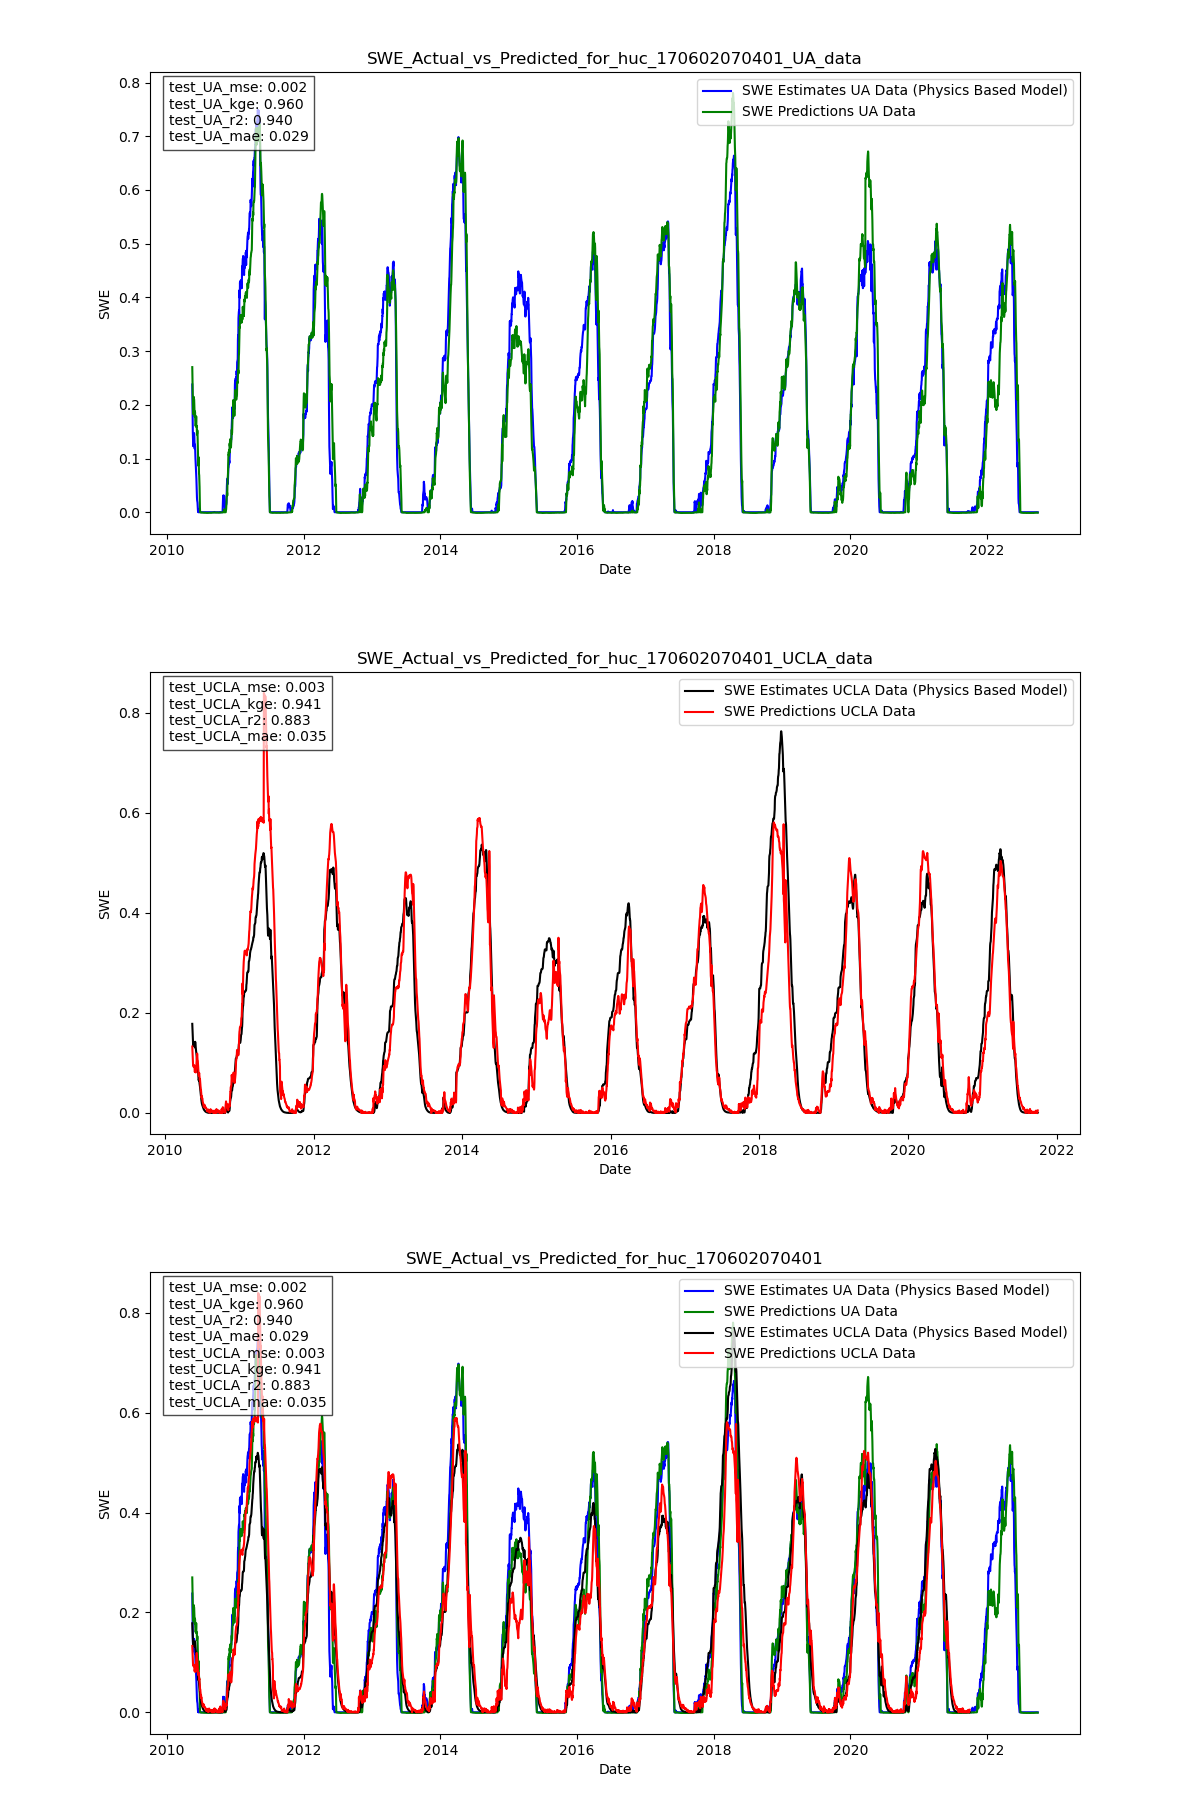 SWE_Actual_vs_Predicted_for_huc_170602070401_UA_data
test_UA_mse: 0.002
test_UA_kge: 0.960
test_UA_r2: 0.940
test_UA_mae: 0.029
SWE Estimates UA Data (Physics Based Model)
SWE Predictions UA Data
0.8
0.7
0.6
0.5
0.4
0.3
0.2
0.1
0.0
SWE
2010 2012 2014 2016 2018 2020 2022
Date
SWE_Actual_vs_Predicted_for_huc_170602070401_UCLA_data
test_UCLA_mse: 0.003
test_UCLA_kge: 0.941
test_UCLA_r2: 0.883
test_UCLA_mae: 0.035
SWE Estimates UCLA Data (Physics Based Model)
SWE Predictions UCLA Data
0.8
0.6
0.4
0.2
0.0
SWE
2010 2012 2014 2016 2018 2020 2022
Date
SWE_Actual_vs_Predicted_for_huc_170602070401
test_UA_mse: 0.002
test_UA_kge: 0.960
test_UA_r2: 0.940
test_UA_mae: 0.029
test_UCLA_mse: 0.003
test_UCLA_kge: 0.941
test_UCLA_r2: 0.883
test_UCLA_mae: 0.035
SWE Estimates UA Data (Physics Based Model)
SWE Predictions UA Data
SWE Estimates UCLA Data (Physics Based Model)
SWE Predictions UCLA Data
0.8
0.6
0.4
0.2
0.0
SWE
2010 2012 2014 2016 2018 2020 2022
Date